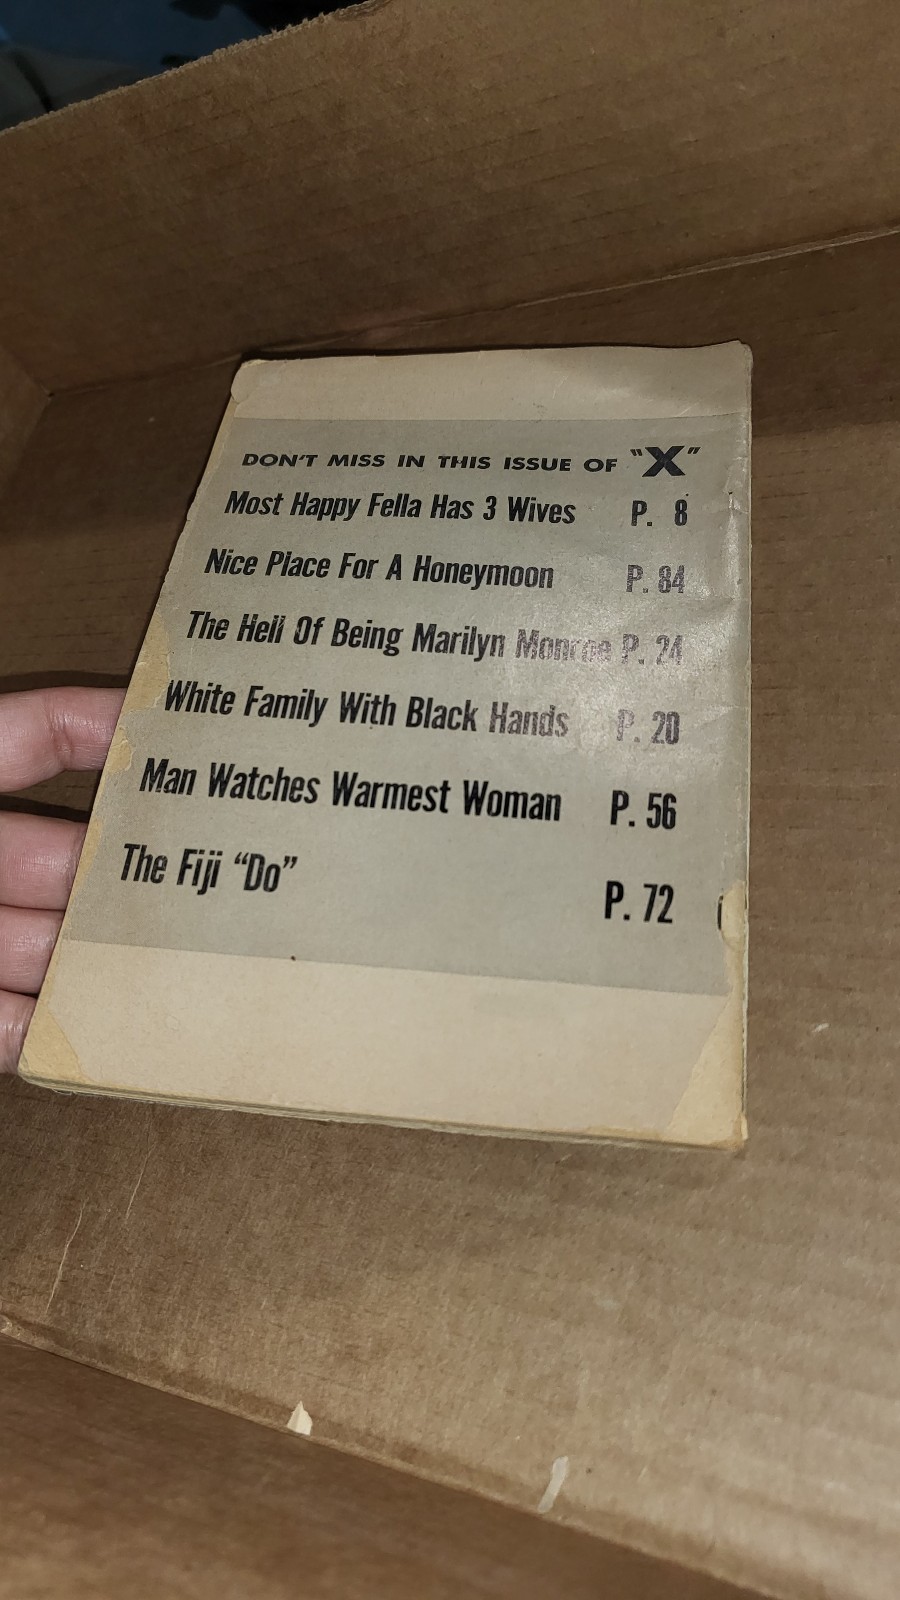 DON'T MISS IN THIS ISSUE OF "X"
Most Happy Fella Has 3 Wives P. 8
Nice Place For A Honeymoon P. 84
The Hell Of Being Marilyn Monroe P. 24
White Family With Black Hands P. 20
Man Watches Warmest Woman P. 56
The Fiji “Do” P. 72